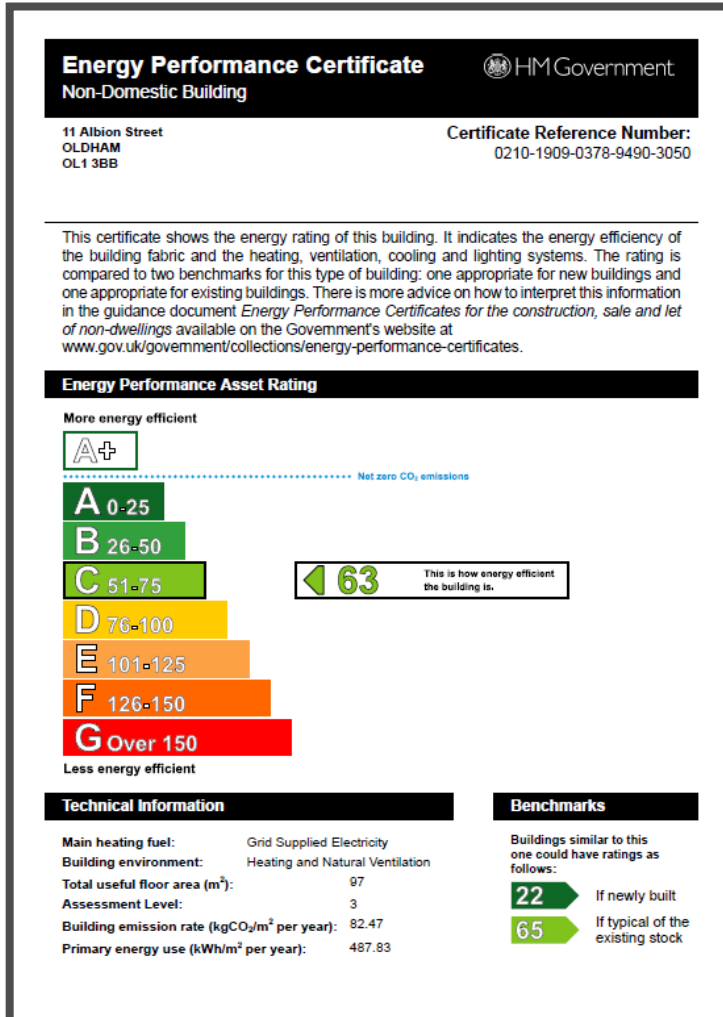 Energy Performance Certificate
HM Government
Non-Domestic Building
11 Albion Street
OLDHAM
OL1 3BB
Certificate Reference Number:
0210-1909-0378-9490-3050
This certificate shows the energy rating of this building. It indicates the energy efficiency of
the building fabric and the heating, ventilation, cooling and lighting systems. The rating is
compared to two benchmarks for this type of building: one appropriate for new buildings and
one appropriate for existing buildings. There is more advice on how to interpret this information
in the guidance document Energy Performance Certificates for the construction, sale and let
of non-dwellings available on the Government's website at
www.gov.uk/government/collections/energy-performance-certificates.
Energy Performance Asset Rating
More energy efficient
A+
Net zero CO₂ emissions
A 0-25
B 26-50
C 51-75
63
This is how energy efficient
the building is.
D 76-100
E 101-125
F 126-150
G Over 150
Less energy efficient
Technical Information
Main heating fuel: Grid Supplied Electricity
Building environment: Heating and Natural Ventilation
Total useful floor area (m²): 97
Assessment Level: 3
Building emission rate (kgCO₂/m² per year): 82.47
Primary energy use (kWh/m² per year): 487.83
Benchmarks
Buildings similar to this
one could have ratings as
follows:
22 If newly built
65 If typical of the
existing stock